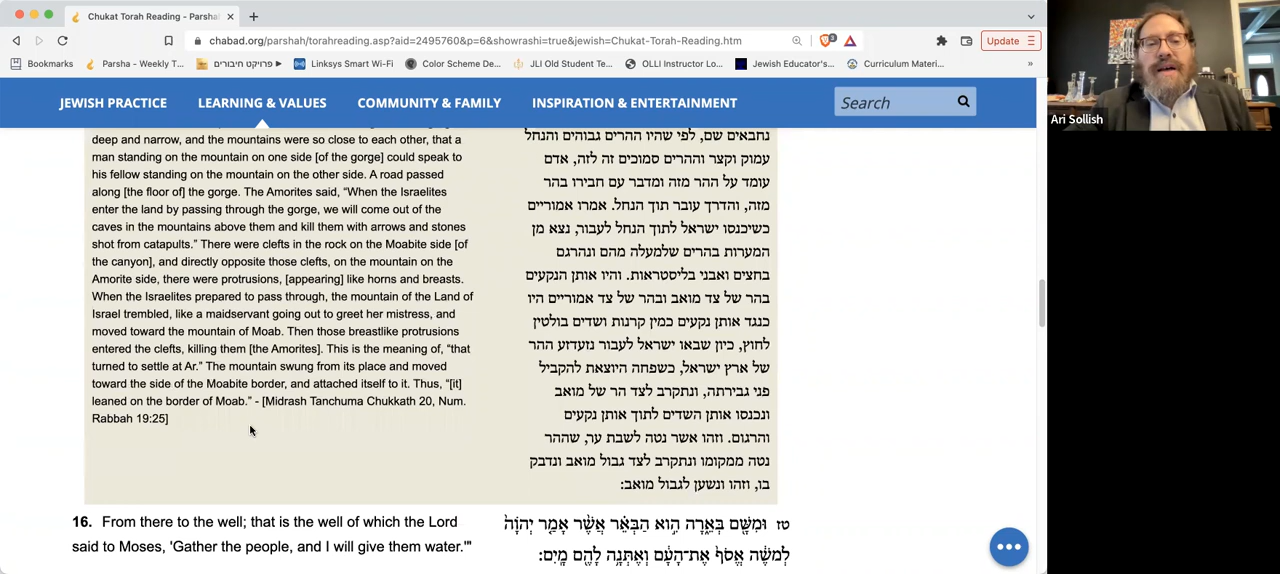 Chukat Torah Reading - Parsha
chabad.org/parshah/torahreading.asp?aid=2495760&p=6&showrashi=true&jewish=Chukat-Torah-Reading.htm
Update
Bookmarks
Parsha - Weekly T...
פרויקט חיבורים
Linksys Smart Wi-Fi
Color Scheme De...
JLI Old Student Te...
OLLI Instructor Lo...
Jewish Educator's...
Curriculum Materi...
JEWISH PRACTICE
LEARNING & VALUES
COMMUNITY & FAMILY
INSPIRATION & ENTERTAINMENT
Search
Ari Sollish
deep and narrow, and the mountains were so close to each other, that a
man standing on the mountain on one side [of the gorge] could speak to
his fellow standing on the mountain on the other side. A road passed
along [the floor of] the gorge. The Amorites said, “When the Israelites
enter the land by passing through the gorge, we will come out of the
caves in the mountains above them and kill them with arrows and stones
shot from catapults.” There were clefts in the rock on the Moabite side [of
the canyon], and directly opposite those clefts, on the mountain on the
Amorite side, there were protrusions, [appearing] like horns and breasts.
When the Israelites prepared to pass through, the mountain of the Land of
Israel trembled, like a maidservant going out to greet her mistress, and
moved toward the mountain of Moab. Then those breastlike protrusions
entered the clefts, killing them [the Amorites]. This is the meaning of, “that
turned to settle at Ar.” The mountain swung from its place and moved
toward the side of the Moabite border, and attached itself to it. Thus, “[it]
leaned on the border of Moab.” - [Midrash Tanchuma Chukkath 20, Num.
Rabbah 19:25]
נחבאים שם, לפי שהיו ההרים גבוהים והנחל
עמוק וקצר וההרים סמוכים זה לזה, אדם
עומד על ההר מזה ומדבר עם חבירו בהר
מזה, והדרך עובר תוך הנחל. אמרו אמוריים
כשיכנסו ישראל לתוך הנחל לעבור, נצא מן
המערות בהרים שלמעלה מהם ונהרגם
בחצים ואבני בליסטראות. והיו אותן הנקעים
בהר של צד מואב ובהר של צד אמוריים היו
כנגד אותן נקעים כמין קרנות ושדים בולטין
לחוץ, כיון שבאו ישראל לעבור נזעדזע ההר
של ארץ ישראל, כשפחה היוצאת להקביל
פני גבירתה, ונתקרב לצד הר של מואב
ונכנסו אותן השדים לתוך אותן נקעים
והרגום. וזהו אשר נטה לשבת ער, שההר
נטה ממקומו ונתקרב לצד גבול מואב ונדבק
בו, וזהו ונשען לגבול מואב:
16. From there to the well; that is the well of which the Lord
said to Moses, 'Gather the people, and I will give them water.'"
טז וּמִשָּׁ֖ם בְּאֵ֑רָה הִ֣וא הַבְּאֵ֗ר אֲשֶׁ֨ר אָמַ֤ר יְהֹוָה֙
לְמשֶׁ֔ה אֱסֹף֙ אֶת־הָעָ֔ם וְאֶתְּנָ֥ה לָהֶ֖ם מָֽיִם׃